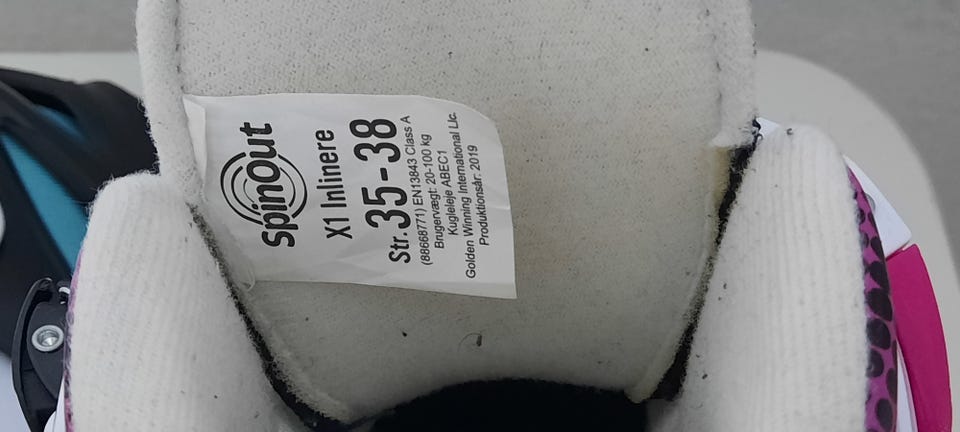 spinout
X1 Inlinere
Str. 35-38
(88668771) EN13843 Class A
Brugervægt: 20-100 kg
Kugleleje ABEC1
Golden Winning International Llc.
Produktionsår: 2019